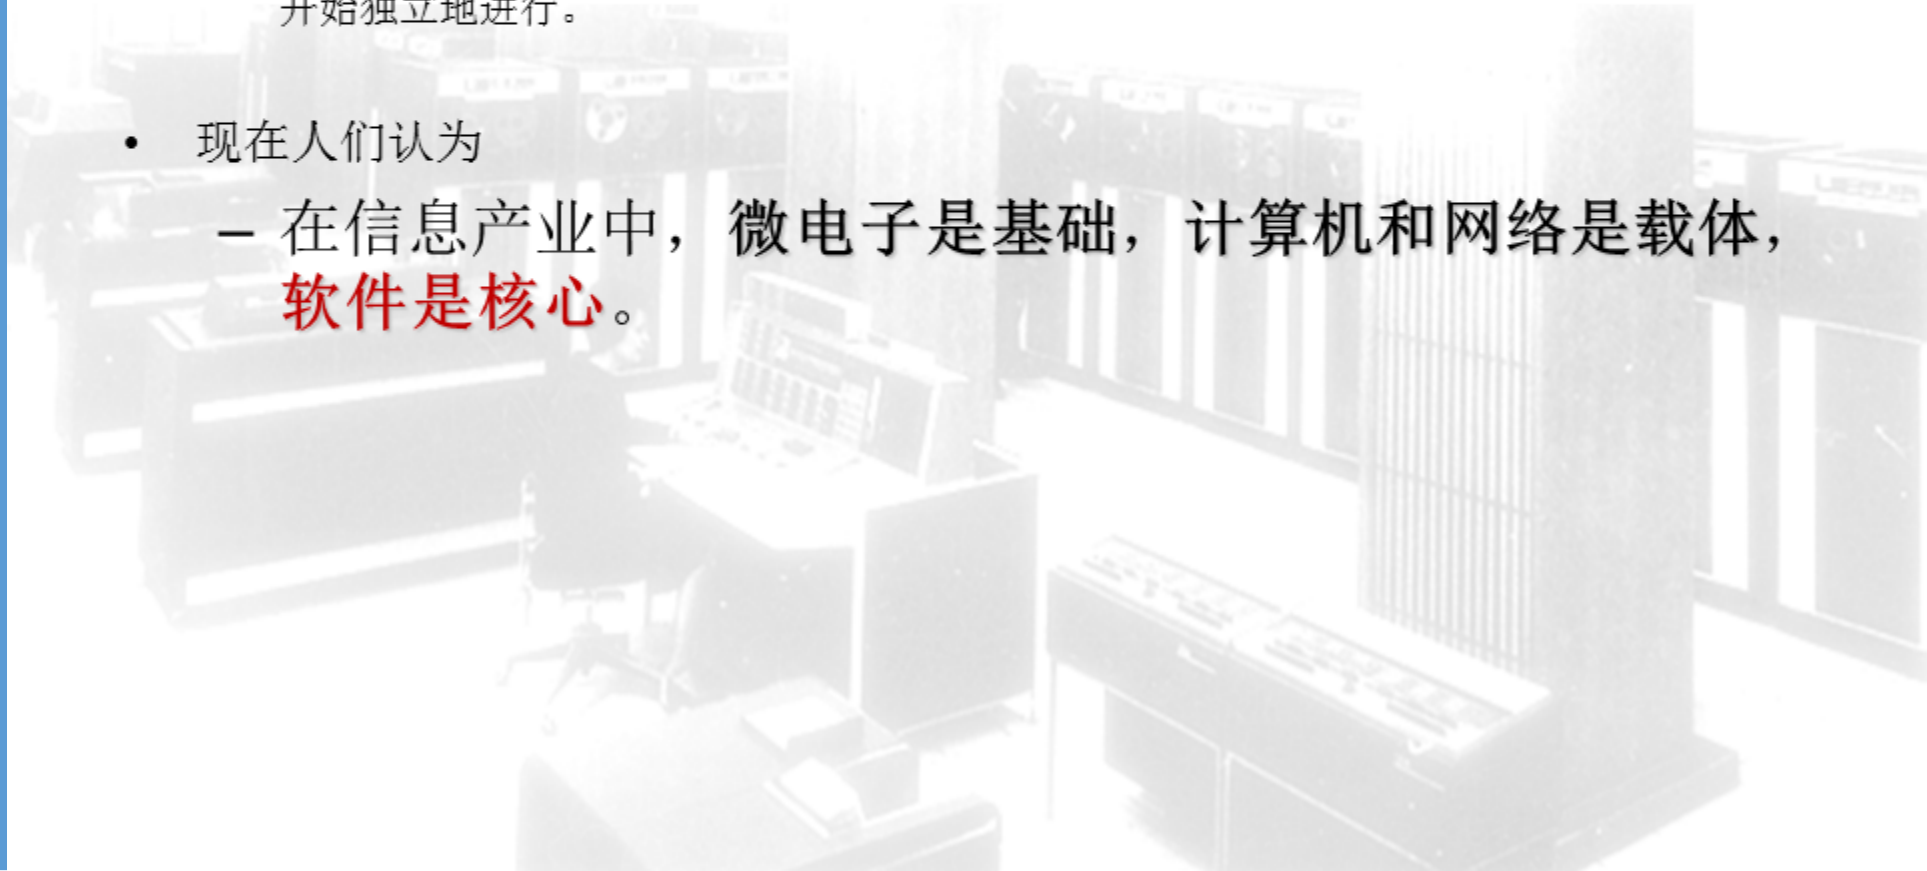 开始独立地进行。
• 现在人们认为
– 在信息产业中，微电子是基础，计算机和网络是载体，
软件是核心。